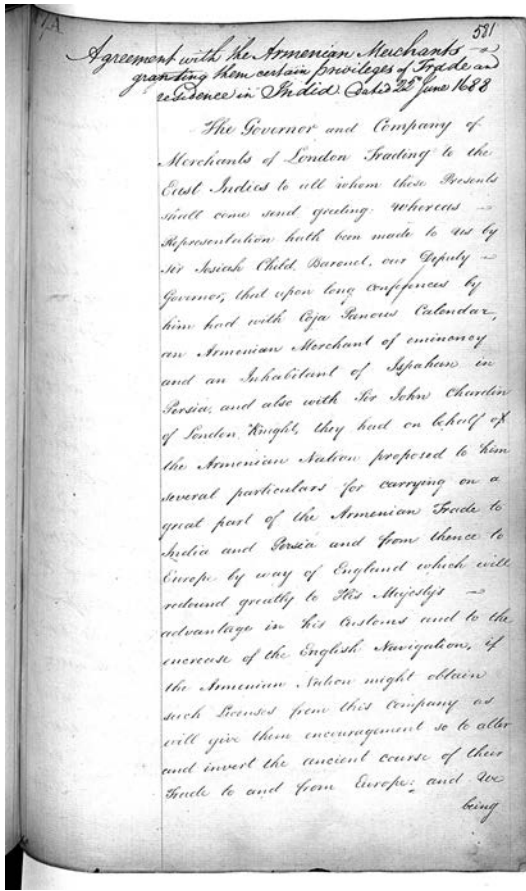 581
Agreement with the Armenian Merchants
granting them certain privileges of Trade and
residence in India. Dated 22d June 1688
The Governor and Company of
Merchants of London Trading to the
East Indies to all whom these Presents
shall come send greeting. Whereas
Representation hath been made to us by
Sir Josiah Child, Baronet, our Deputy
Governor, that upon long conferences by
him had with Coja Panous Calendar,
an Armenian Merchant of eminency
and an Inhabitant of Ispahan in
Persia, and also with Sir John Chardin
of London Knight, they had on behalf of
the Armenian Nation proposed to him
several particulars for carrying on a
great part of the Armenian Trade to
India and Persia and from thence to
Europe by way of England which will
redound greatly to His Majestys
advantage in his Customs and to the
encrease of the English Navigation, if
the Armenian Nation might obtain
such Licenses from this Company as
will give them encouragement so to alter
and invert the ancient course of their
Trade to and from Europe: and We
being